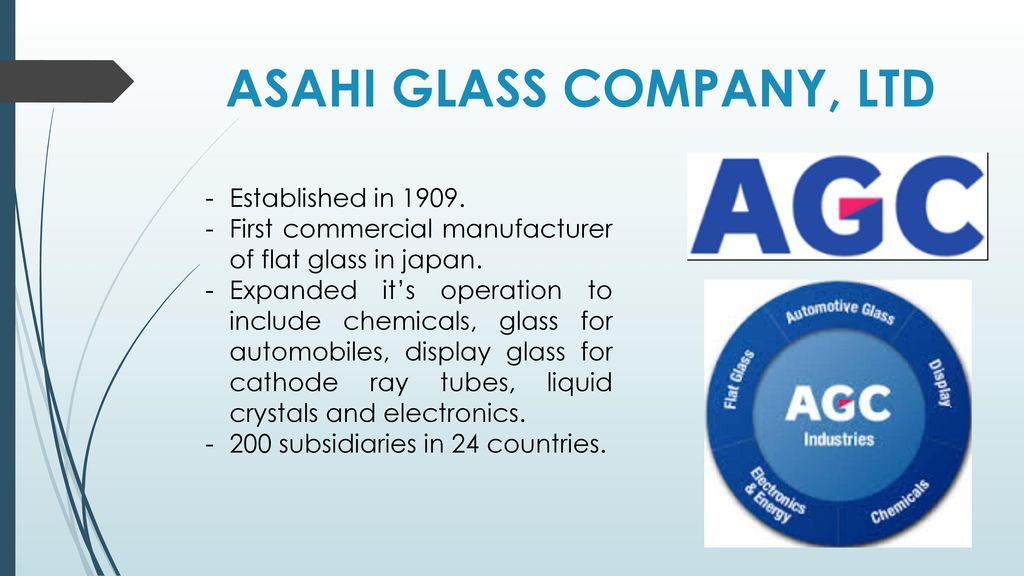 ASAHI GLASS COMPANY, LTD
- Established in 1909.
- First commercial manufacturer
of flat glass in japan.
- Expanded it’s operation to
include chemicals, glass for
automobiles, display glass for
cathode ray tubes, liquid
crystals and electronics.
- 200 subsidiaries in 24 countries.
AGC
Automotive Glass
Flat Glass
Display
AGC
Industries
Electronics
& Energy
Chemicals